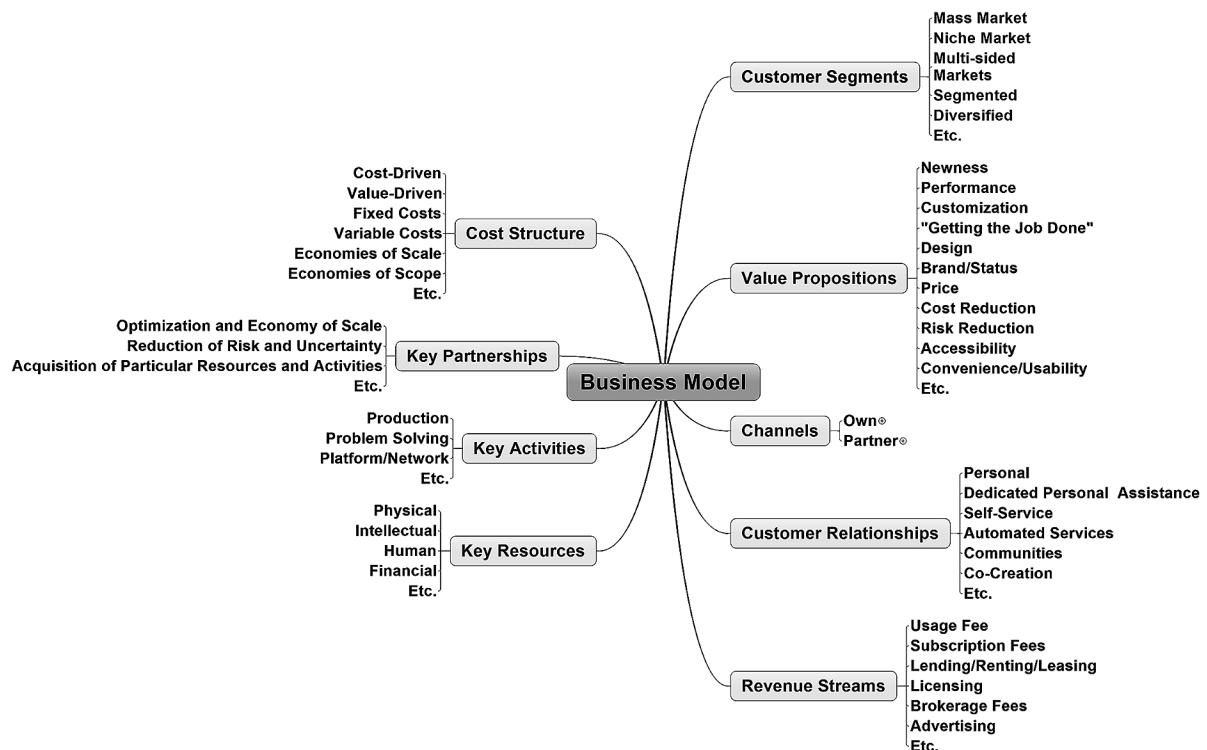 Business Model
Customer Segments
Mass Market
Niche Market
Multi-sided
Markets
Segmented
Diversified
Etc.
Value Propositions
Newness
Performance
Customization
"Getting the Job Done"
Design
Brand/Status
Price
Cost Reduction
Risk Reduction
Accessibility
Convenience/Usability
Etc.
Channels
Own
Partner
Customer Relationships
Personal
Dedicated Personal Assistance
Self-Service
Automated Services
Communities
Co-Creation
Etc.
Revenue Streams
Usage Fee
Subscription Fees
Lending/Renting/Leasing
Licensing
Brokerage Fees
Advertising
Etc.
Cost Structure
Cost-Driven
Value-Driven
Fixed Costs
Variable Costs
Economies of Scale
Economies of Scope
Etc.
Key Partnerships
Optimization and Economy of Scale
Reduction of Risk and Uncertainty
Acquisition of Particular Resources and Activities
Etc.
Key Activities
Production
Problem Solving
Platform/Network
Etc.
Key Resources
Physical
Intellectual
Human
Financial
Etc.